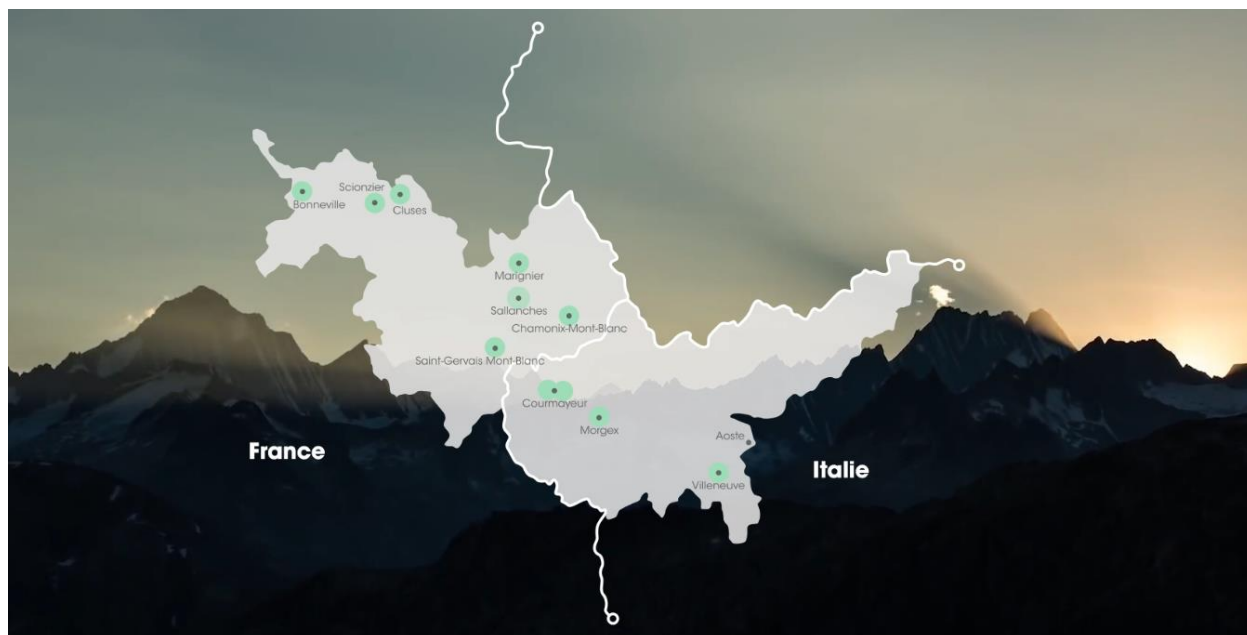 Scionzier
Bonneville
Cluses
Marignier
Sallanches
Chamonix-Mont-Blanc
Saint-Gervais Mont-Blanc
Courmayeur
Morgex
Aoste
France
Italie
Villeneuve